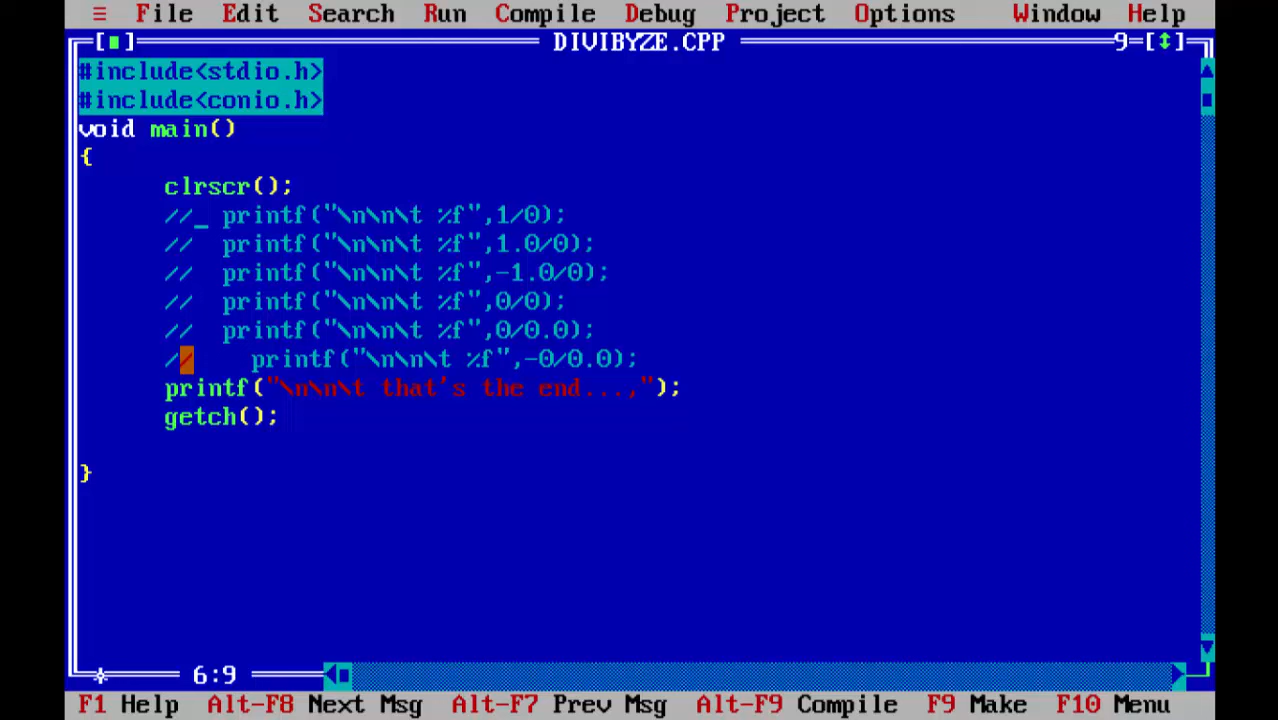 ≡ File Edit Search Run Compile Debug Project Options Window Help
[■] DIVIBYZE.CPP 9=[↕]
#include<stdio.h>
#include<conio.h>
void main()
{
clrscr();
//_ printf("\n\n\t %f",1/0);
// printf("\n\n\t %f",1.0/0);
// printf("\n\n\t %f",-1.0/0);
// printf("\n\n\t %f",0/0);
// printf("\n\n\t %f",0/0.0);
// printf("\n\n\t %f",-0/0.0);
printf("\n\n\t that's the end...,");
getch();
}
6:9
F1 Help Alt-F8 Next Msg Alt-F7 Prev Msg Alt-F9 Compile F9 Make F10 Menu